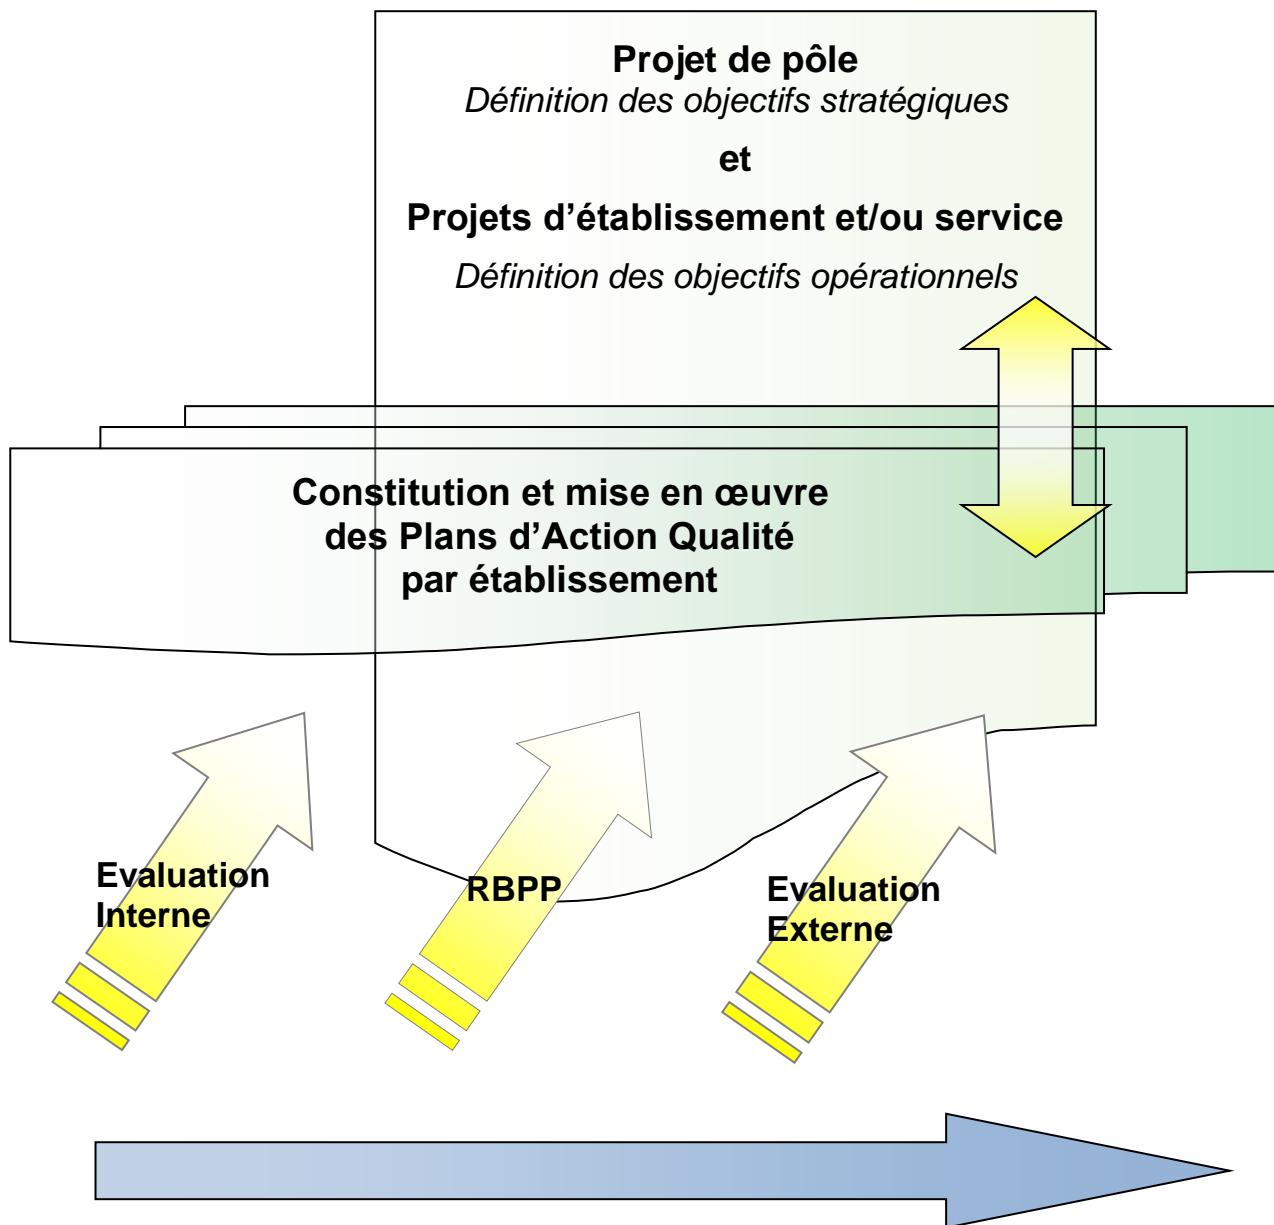 Projet de pôle
Définition des objectifs stratégiques
et
Projets d’établissement et/ou service
Définition des objectifs opérationnels
Constitution et mise en œuvre
des Plans d’Action Qualité
par établissement
Evaluation
Interne
RBPP
Evaluation
Externe